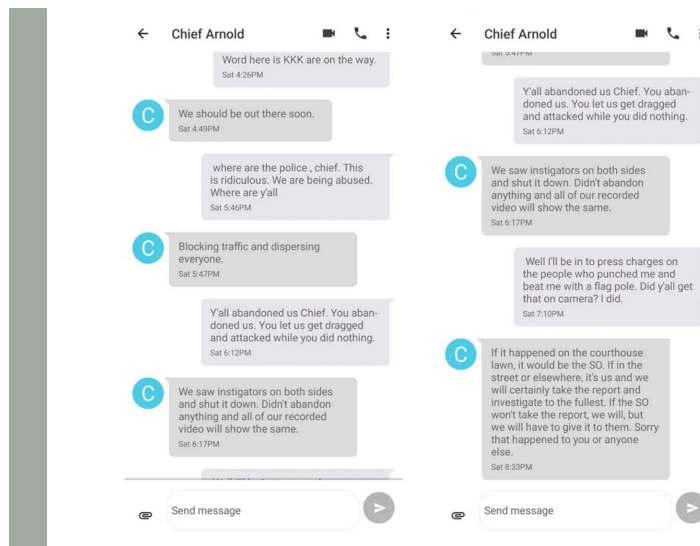 Chief Arnold
Word here is KKK are on the way.
Sat 4:26PM
C
We should be out there soon.
Sat 4:49PM
where are the police , chief. This
is ridiculous. We are being abused.
Where are y'all
Sat 5:46PM
C
Blocking traffic and dispersing
everyone.
Sat 5:47PM
Y'all abandoned us Chief. You aban-
doned us. You let us get dragged
and attacked while you did nothing.
Sat 6:12PM
C
We saw instigators on both sides
and shut it down. Didn't abandon
anything and all of our recorded
video will show the same.
Sat 6:17PM
Send message
Chief Arnold
Sat 5:47PM
Y'all abandoned us Chief. You aban-
doned us. You let us get dragged
and attacked while you did nothing.
Sat 6:12PM
C
We saw instigators on both sides
and shut it down. Didn't abandon
anything and all of our recorded
video will show the same.
Sat 6:17PM
Well I'll be in to press charges on
the people who punched me and
beat me with a flag pole. Did y'all get
that on camera? I did.
Sat 7:10PM
C
If it happened on the courthouse
lawn, it would be the SO. If in the
street or elsewhere, it's us and we
will certainly take the report and
investigate to the fullest. If the SO
won't take the report, we will, but
we will have to give it to them. Sorry
that happened to you or anyone
else.
Sat 8:33PM
Send message